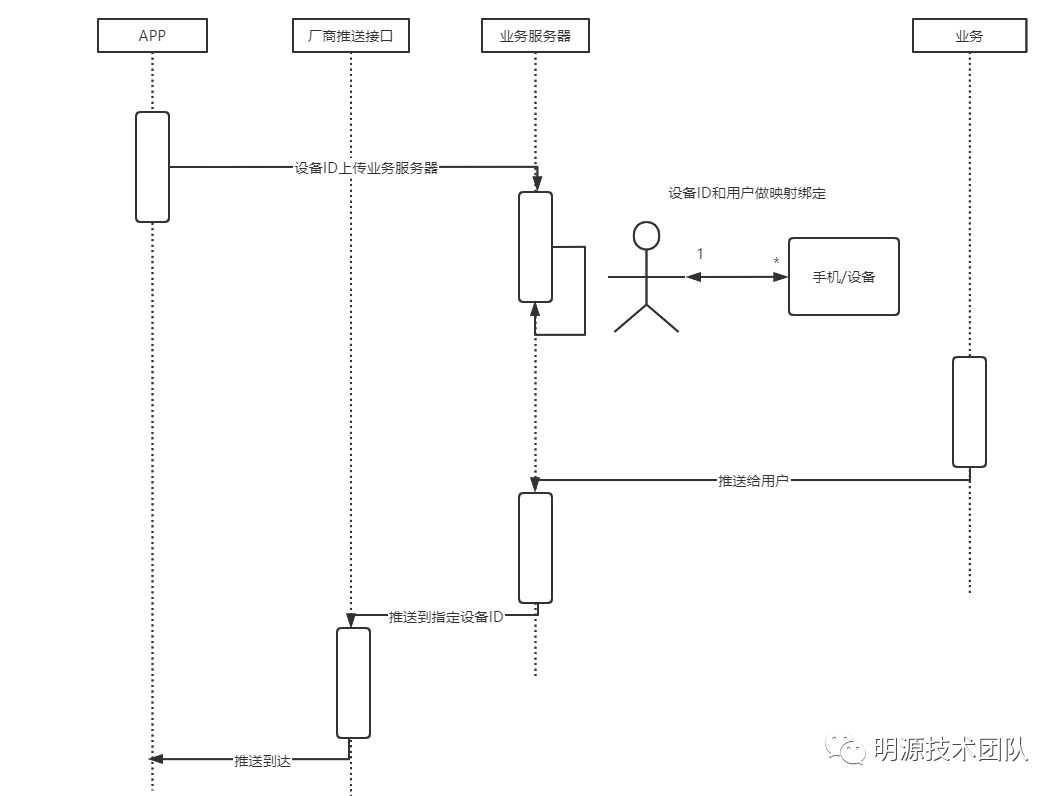 APP
厂商推送接口
业务服务器
业务
设备ID上传业务服务器
设备ID和用户做映射绑定
1
*
手机/设备
推送给用户
推送到指定设备ID
推送到达
明源技术团队